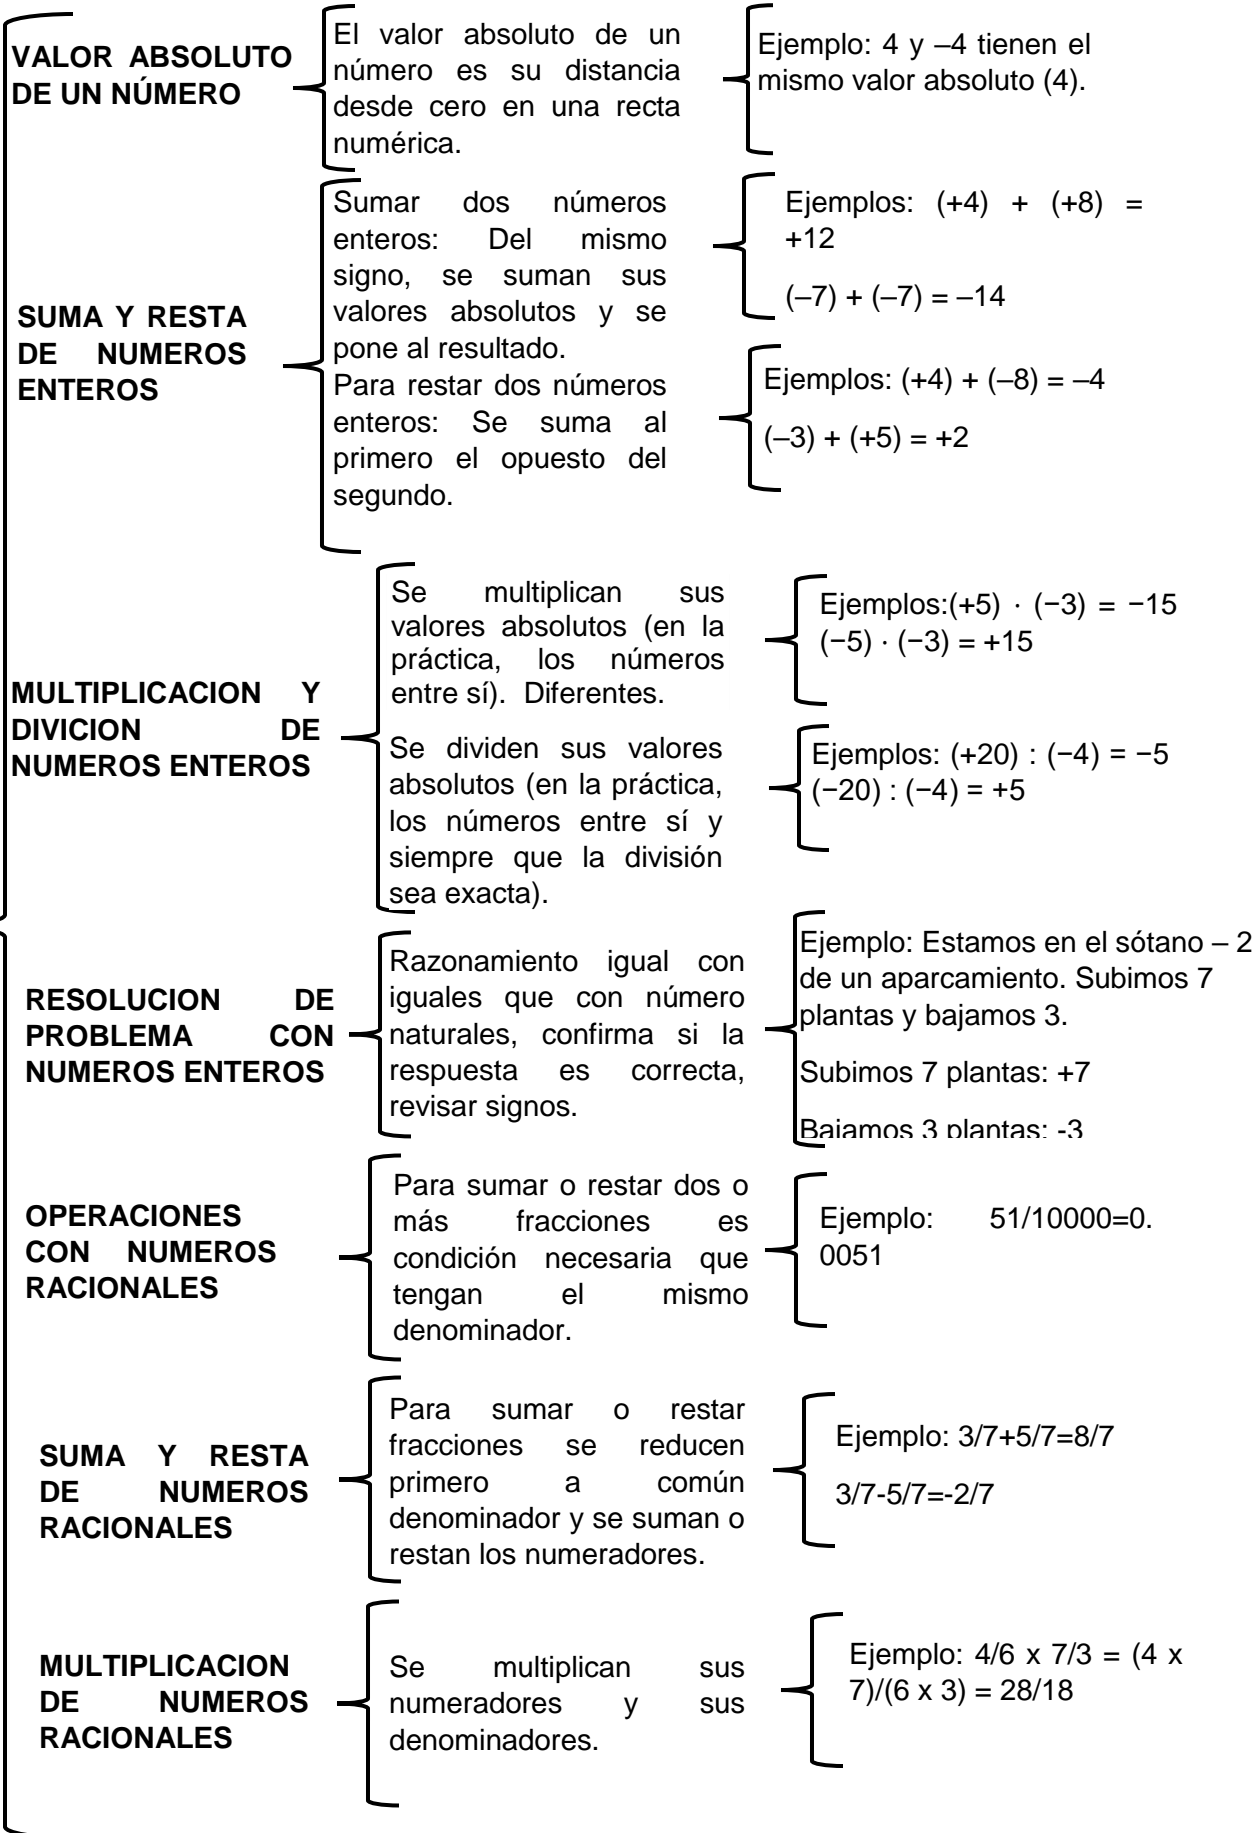 VALOR ABSOLUTO
DE UN NÚMERO
El valor absoluto de un
número es su distancia
desde cero en una recta
numérica.
Ejemplo: 4 y –4 tienen el
mismo valor absoluto (4).
SUMA Y RESTA
DE NUMEROS
ENTEROS
Sumar dos números
enteros: Del mismo
signo, se suman sus
valores absolutos y se
pone al resultado.
Para restar dos números
enteros: Se suma al
primero el opuesto del
segundo.
Ejemplos: (+4) + (+8) =
+12
(–7) + (–7) = –14
Ejemplos: (+4) + (–8) = –4
(–3) + (+5) = +2
MULTIPLICACION Y
DIVICION DE
NUMEROS ENTEROS
Se multiplican sus
valores absolutos (en la
práctica, los números
entre sí). Diferentes.
Se dividen sus valores
absolutos (en la práctica,
los números entre sí y
siempre que la división
sea exacta).
Ejemplos:(+5) · (−3) = −15
(−5) · (−3) = +15
Ejemplos: (+20) : (−4) = −5
(−20) : (−4) = +5
RESOLUCION DE
PROBLEMA CON
NUMEROS ENTEROS
Razonamiento igual con
iguales que con número
naturales, confirma si la
respuesta es correcta,
revisar signos.
Ejemplo: Estamos en el sótano – 2
de un aparcamiento. Subimos 7
plantas y bajamos 3.
Subimos 7 plantas: +7
Bajamos 3 plantas: -3
OPERACIONES
CON NUMEROS
RACIONALES
Para sumar o restar dos o
más fracciones es
condición necesaria que
tengan el mismo
denominador.
Ejemplo: 51/10000=0.
0051
SUMA Y RESTA
DE NUMEROS
RACIONALES
Para sumar o restar
fracciones se reducen
primero a común
denominador y se suman o
restan los numeradores.
Ejemplo: 3/7+5/7=8/7
3/7-5/7=-2/7
MULTIPLICACION
DE NUMEROS
RACIONALES
Se multiplican sus
numeradores y sus
denominadores.
Ejemplo: 4/6 x 7/3 = (4 x
7)/(6 x 3) = 28/18